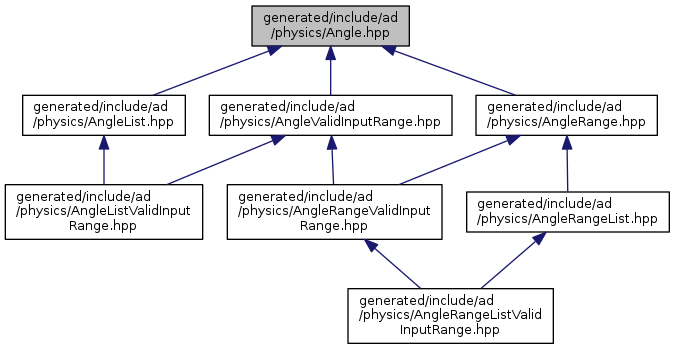 generated/include/ad
/physics/Angle.hpp
generated/include/ad
/physics/AngleList.hpp
generated/include/ad
/physics/AngleValidInputRange.hpp
generated/include/ad
/physics/AngleRange.hpp
generated/include/ad
/physics/AngleListValidInput
Range.hpp
generated/include/ad
/physics/AngleRangeValidInput
Range.hpp
generated/include/ad
/physics/AngleRangeList.hpp
generated/include/ad
/physics/AngleRangeListValid
InputRange.hpp